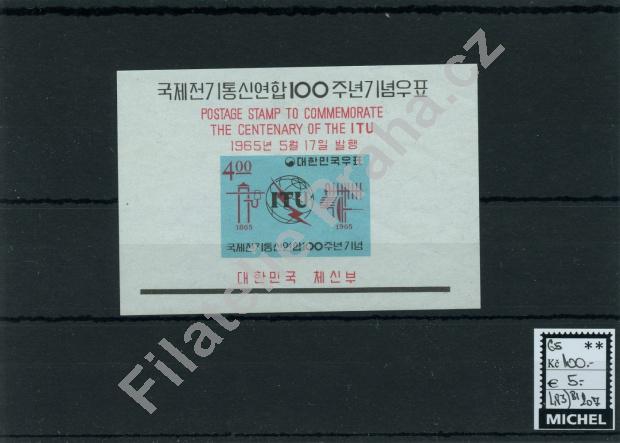 국제전기통신연합100주년기념우표
POSTAGE STAMP TO COMMEMORATE
THE CENTENARY OF THE ITU
1965년 5월 17일 발행
4.00 대한민국우표
ITU
1865 1965
국제전기통신연합100주년기념
대한민국 체신부
Filatelie Praha.cz
**
Kč 400.-
€ 5.-
207
MICHEL